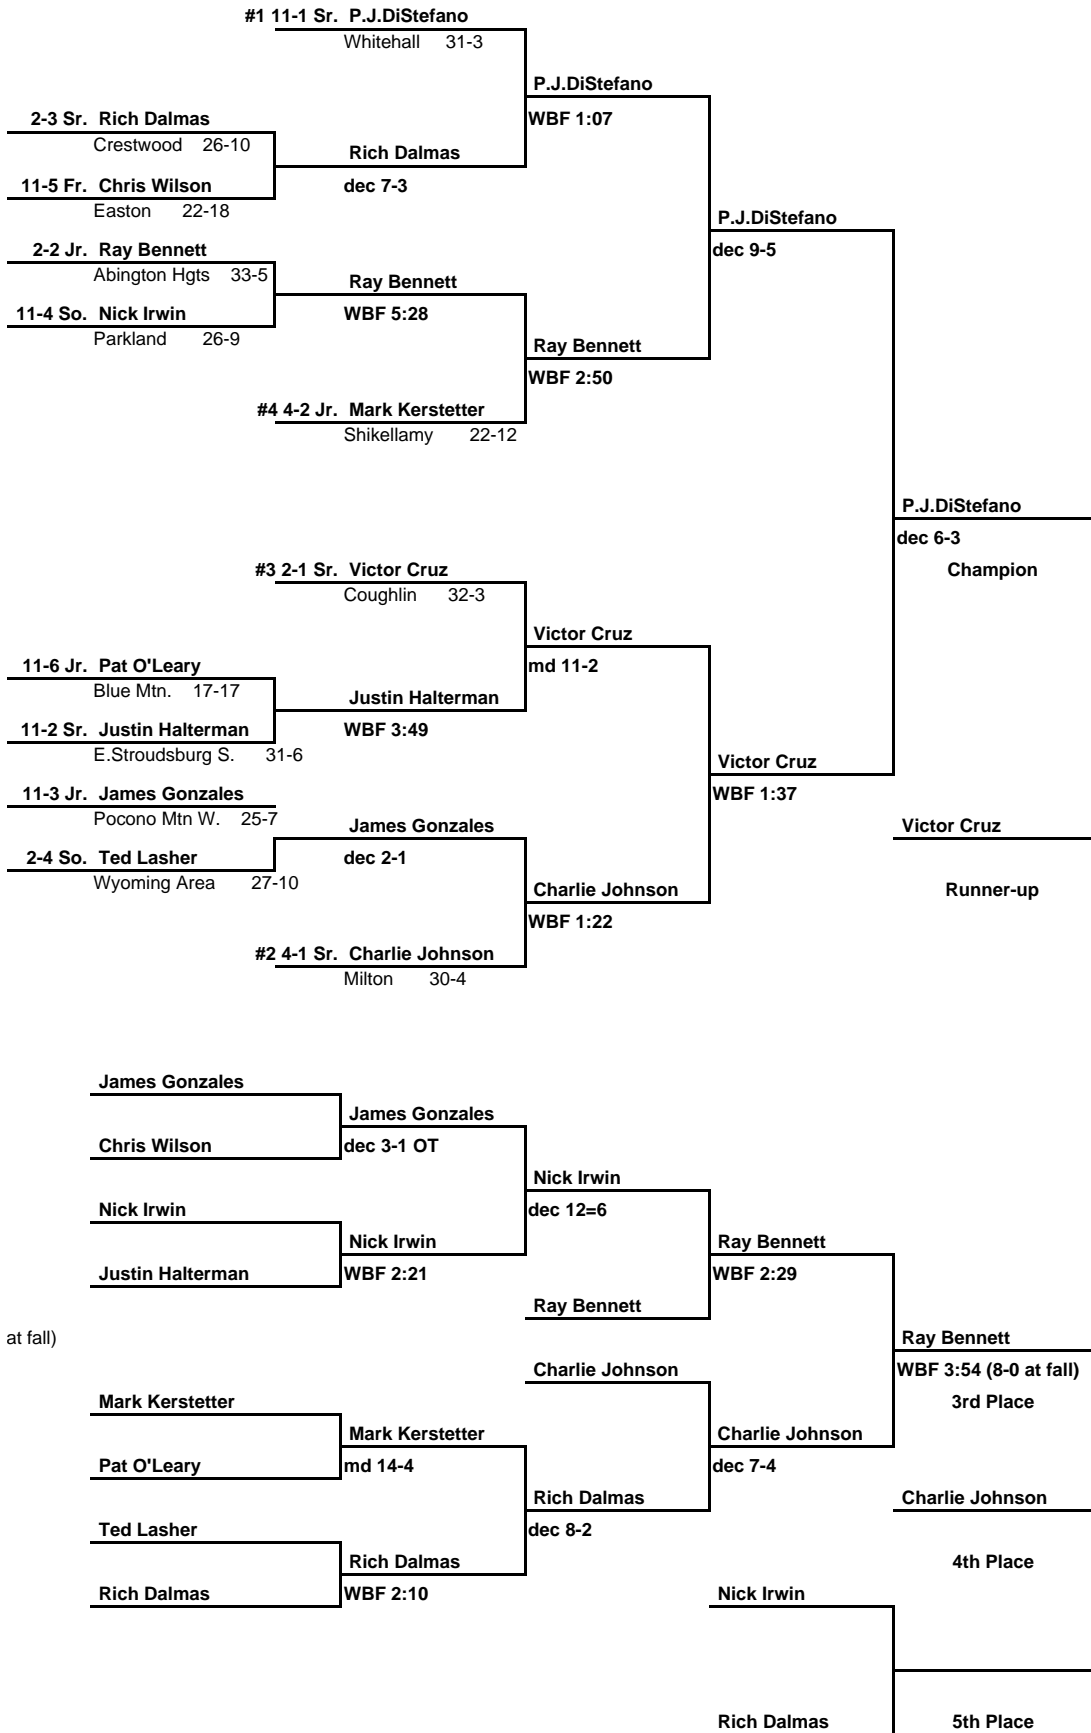 #1 11-1 Sr. P.J.DiStefano
Whitehall 31-3
P.J.DiStefano
2-3 Sr. Rich Dalmas WBF 1:07
Crestwood 26-10
Rich Dalmas
11-5 Fr. Chris Wilson dec 7-3
Easton 22-18
P.J.DiStefano
2-2 Jr. Ray Bennett dec 9-5
Abington Hgts 33-5
Ray Bennett
11-4 So. Nick Irwin WBF 5:28
Parkland 26-9
Ray Bennett
WBF 2:50
#4 4-2 Jr. Mark Kerstetter
Shikellamy 22-12
P.J.DiStefano
dec 6-3
#3 2-1 Sr. Victor Cruz Champion
Coughlin 32-3
Victor Cruz
11-6 Jr. Pat O'Leary md 11-2
Blue Mtn. 17-17
Justin Halterman
11-2 Sr. Justin Halterman WBF 3:49
E.Stroudsburg S. 31-6
Victor Cruz
11-3 Jr. James Gonzales WBF 1:37
Pocono Mtn W. 25-7
James Gonzales Victor Cruz
2-4 So. Ted Lasher dec 2-1
Wyoming Area 27-10
Charlie Johnson Runner-up
WBF 1:22
#2 4-1 Sr. Charlie Johnson
Milton 30-4
James Gonzales
James Gonzales
Chris Wilson dec 3-1 OT
Nick Irwin
Nick Irwin dec 12=6
Nick Irwin Ray Bennett
Justin Halterman WBF 2:21 WBF 2:29
Ray Bennett
at fall) Ray Bennett
Charlie Johnson WBF 3:54 (8-0 at fall)
Mark Kerstetter 3rd Place
Mark Kerstetter Charlie Johnson
Pat O'Leary md 14-4 dec 7-4
Rich Dalmas Charlie Johnson
Ted Lasher dec 8-2
Rich Dalmas 4th Place
Rich Dalmas WBF 2:10 Nick Irwin
Rich Dalmas 5th Place